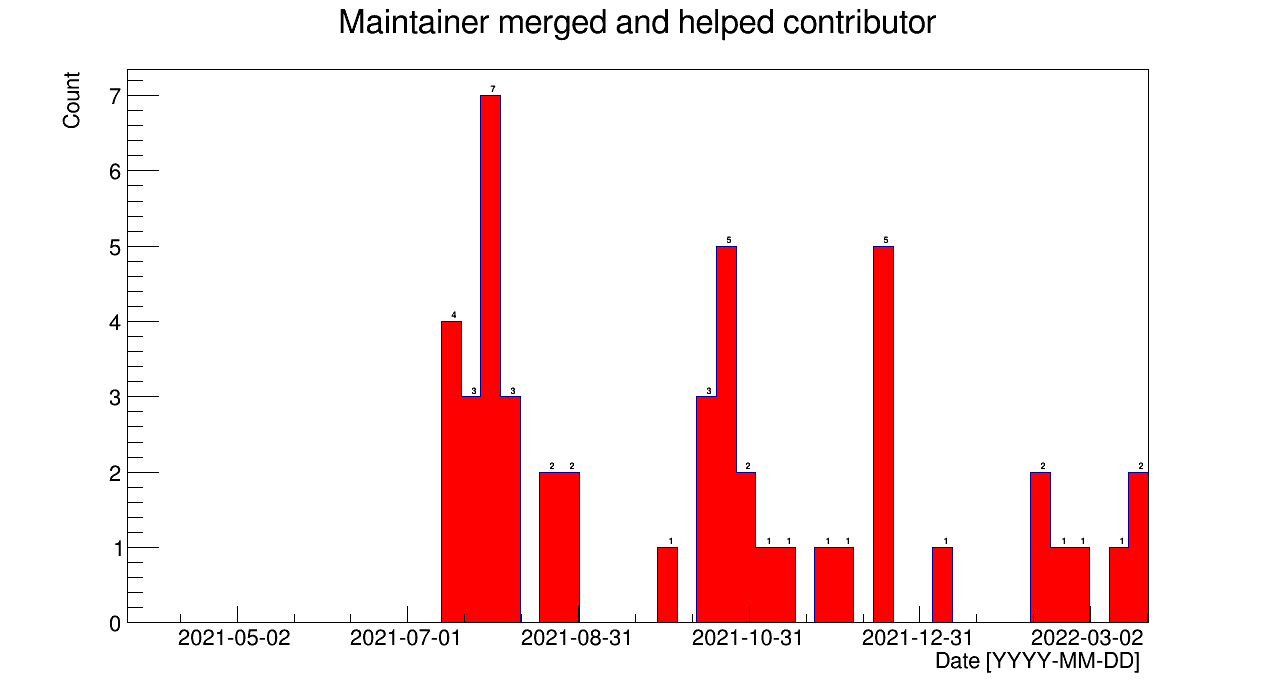 Maintainer merged and helped contributor
Count
7
6
5
4
3
2
1
0
4 3 7 3 2 2 1 3 5 2 1 1 1 1 5 1 2 1 1 1 2
2021-05-02 2021-07-01 2021-08-31 2021-10-31 2021-12-31 2022-03-02
Date [YYYY-MM-DD]